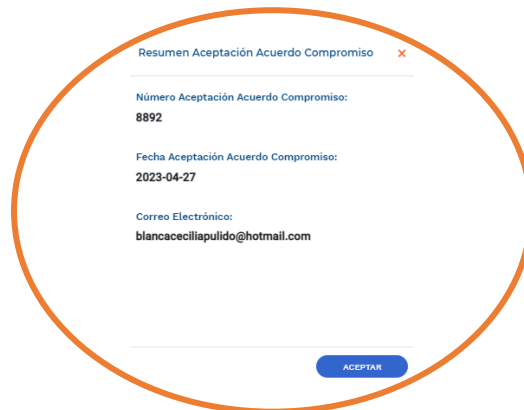 Resumen Aceptación Acuerdo Compromiso ×
Número Aceptación Acuerdo Compromiso:
8892
Fecha Aceptación Acuerdo Compromiso:
2023-04-27
Correo Electrónico:
blancaceciliapulido@hotmail.com
ACEPTAR